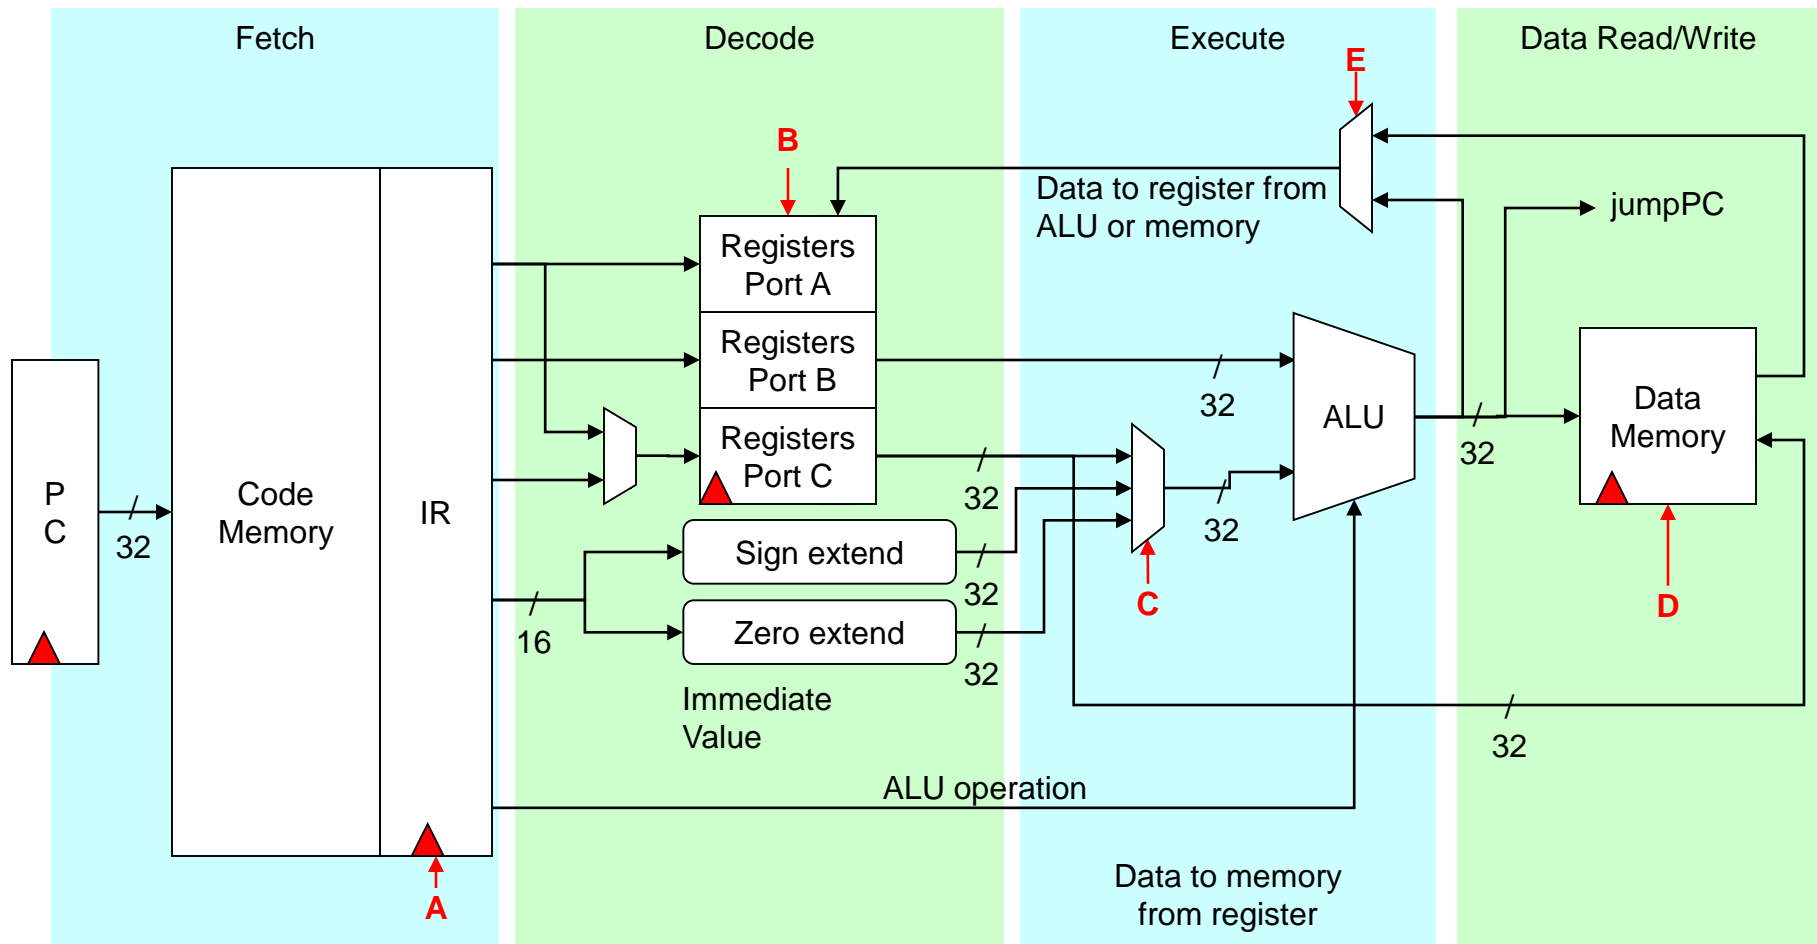 Fetch
Decode
Execute
Data Read/Write
E
B
Data to register from
ALU or memory
jumpPC
Registers
Port A
Registers
Port B
Registers
Port C
P
C
32
Code
Memory
IR
16
Sign extend
Zero extend
32
32
32
Immediate
Value
32
32
C
ALU
32
Data
Memory
D
32
ALU operation
A
Data to memory
from register